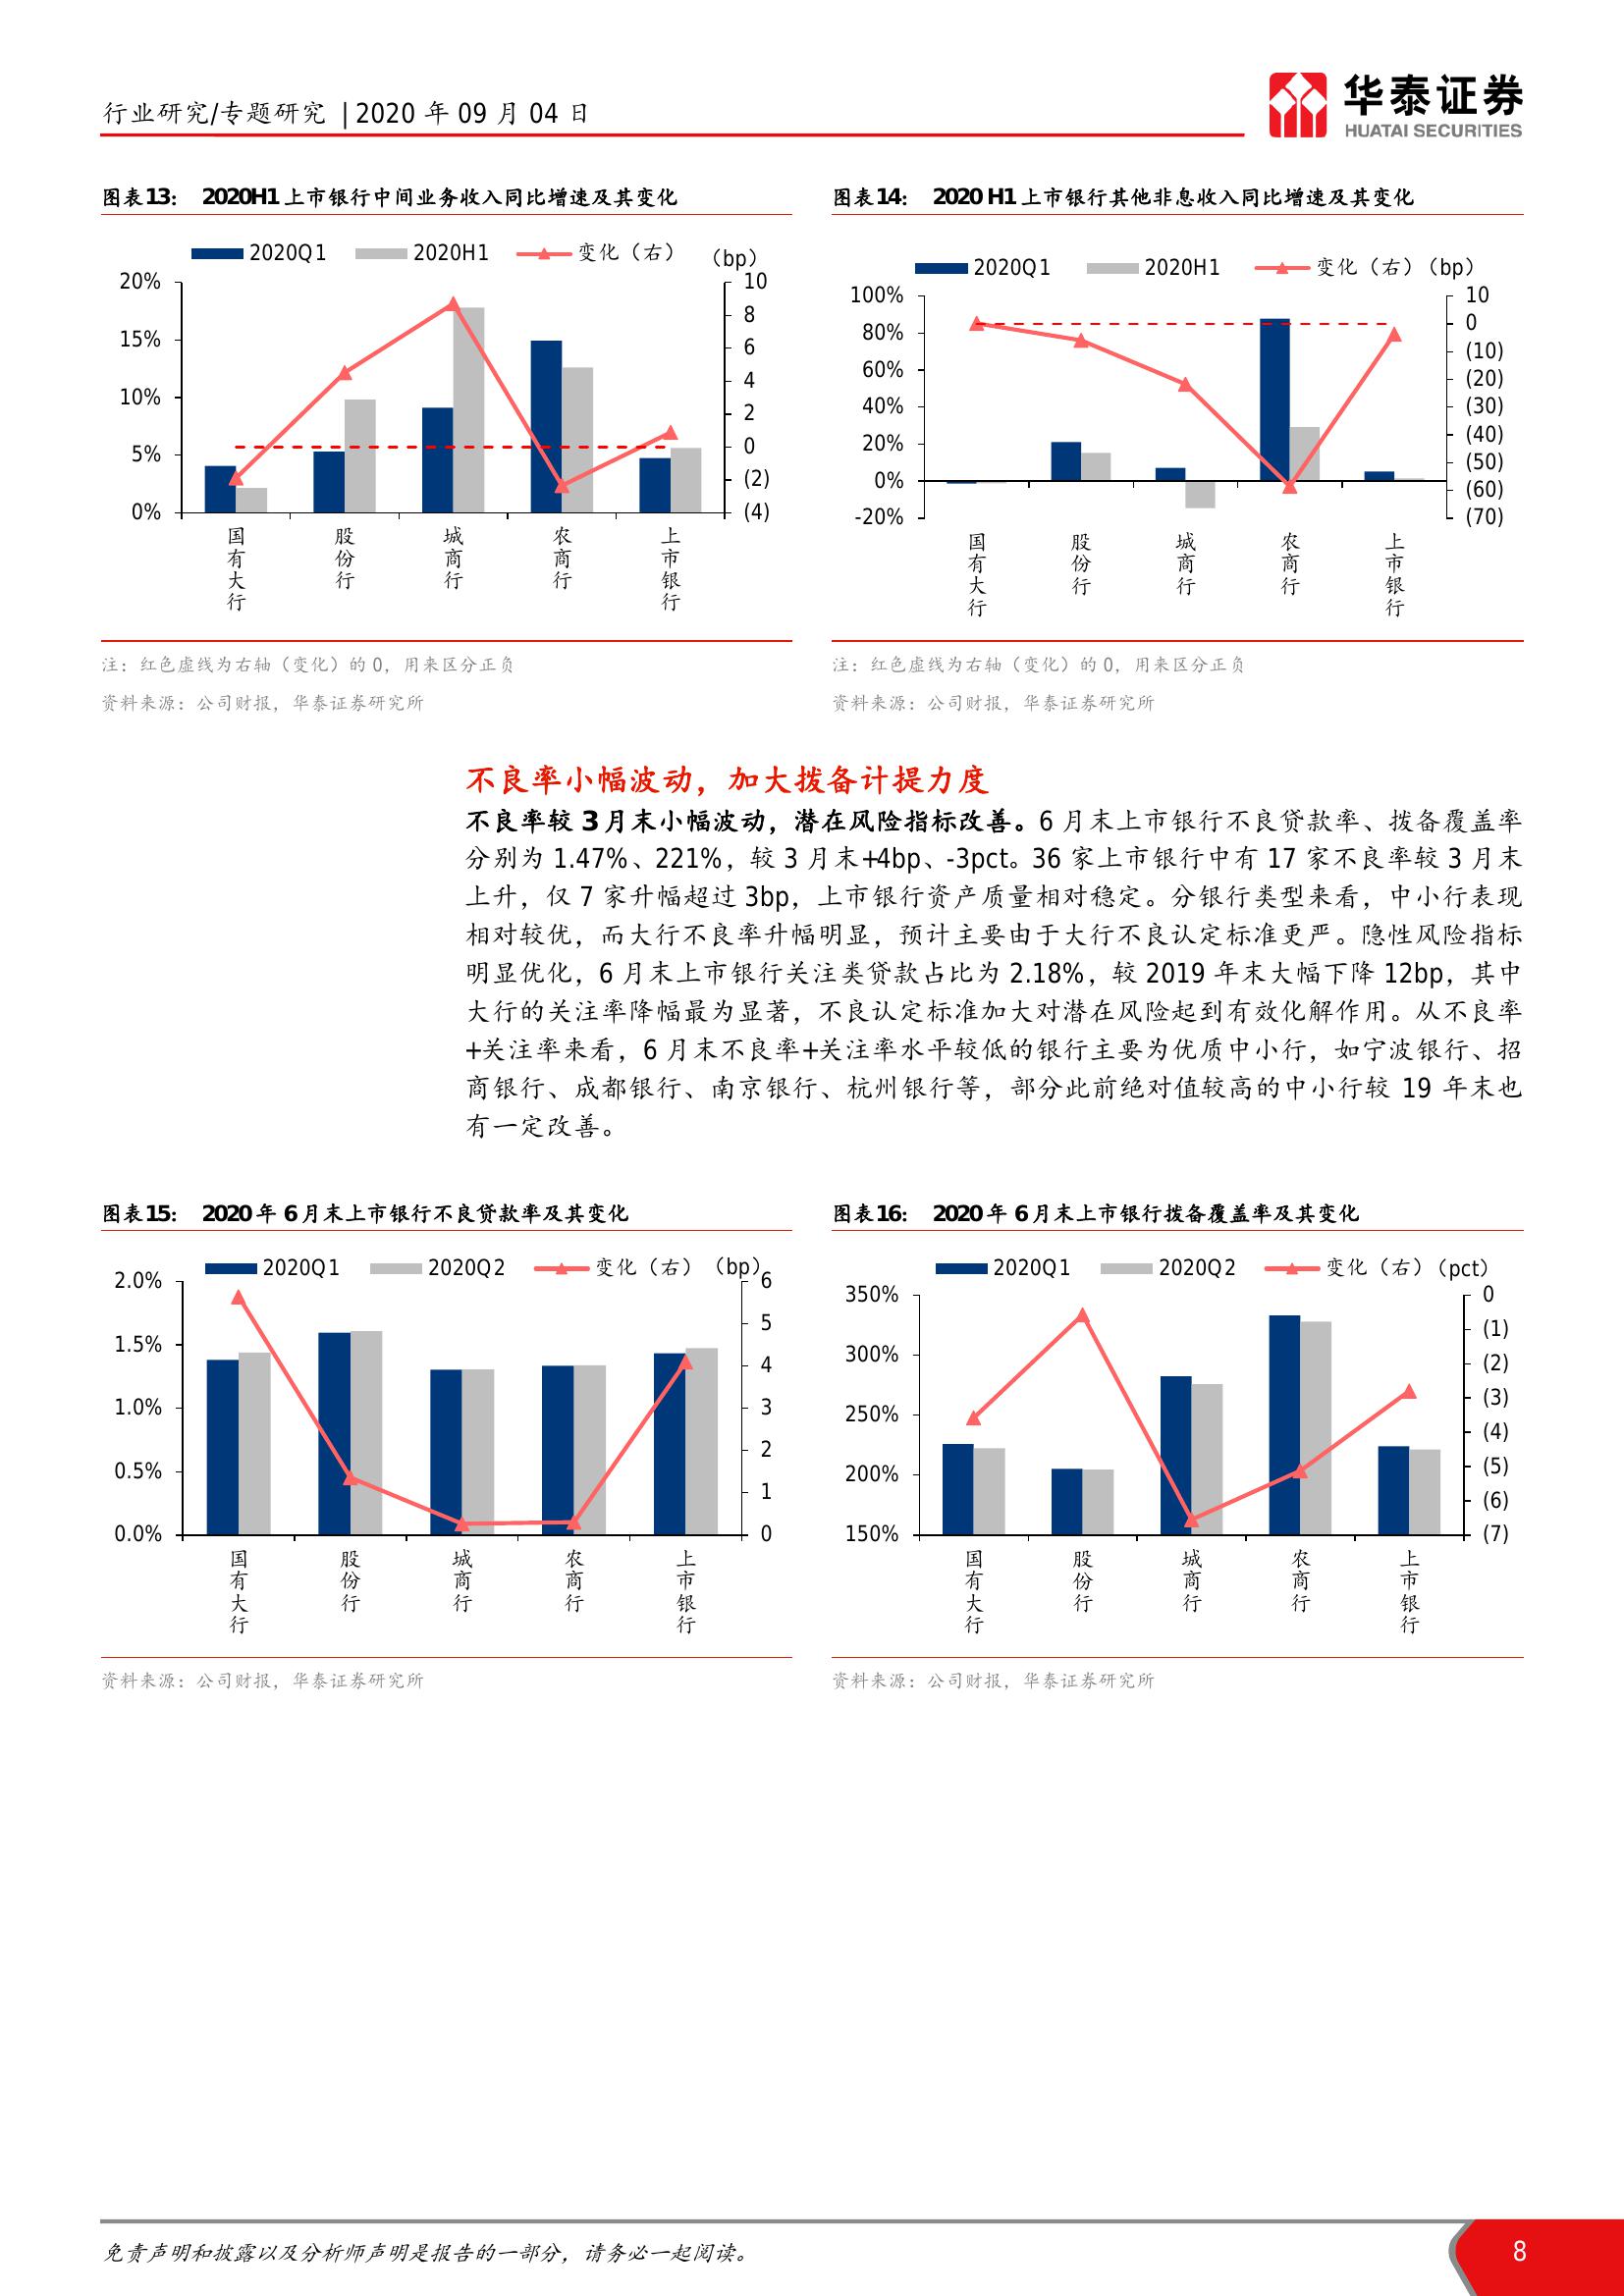 行业研究/专题研究 | 2020 年 09 月 04 日
华泰证券
HUATAI SECURITIES
图表13： 2020H1 上市银行中间业务收入同比增速及其变化
2020Q1 2020H1 变化（右） （bp）
20%
15%
10%
5%
0%
10
8
6
4
2
0
(2)
(4)
国有大行
股份行
城商行
农商行
上市银行
注：红色虚线为右轴（变化）的 0，用来区分正负
资料来源：公司财报，华泰证券研究所
图表14： 2020 H1 上市银行其他非息收入同比增速及其变化
2020Q1 2020H1 变化（右）（bp）
100%
80%
60%
40%
20%
0%
-20%
10
0
(10)
(20)
(30)
(40)
(50)
(60)
(70)
国有大行
股份行
城商行
农商行
上市银行
注：红色虚线为右轴（变化）的 0，用来区分正负
资料来源：公司财报，华泰证券研究所
不良率小幅波动，加大拨备计提力度
不良率较 3 月末小幅波动，潜在风险指标改善。6 月末上市银行不良贷款率、拨备覆盖率
分别为 1.47%、221%，较 3 月末+4bp、-3pct。36 家上市银行中有 17 家不良率较 3 月末
上升，仅 7 家升幅超过 3bp，上市银行资产质量相对稳定。分银行类型来看，中小行表现
相对较优，而大行不良率升幅明显，预计主要由于大行不良认定标准更严。隐性风险指标
明显优化，6 月末上市银行关注类贷款占比为 2.18%，较 2019 年末大幅下降 12bp，其中
大行的关注率降幅最为显著，不良认定标准加大对潜在风险起到有效化解作用。从不良率
+关注率来看，6 月末不良率+关注率水平较低的银行主要为优质中小行，如宁波银行、招
商银行、成都银行、南京银行、杭州银行等，部分此前绝对值较高的中小行较 19 年末也
有一定改善。
图表15： 2020 年 6 月末上市银行不良贷款率及其变化
2020Q1 2020Q2 变化（右） （bp）
2.0%
1.5%
1.0%
0.5%
0.0%
6
5
4
3
2
1
0
国有大行
股份行
城商行
农商行
上市银行
资料来源：公司财报，华泰证券研究所
图表16： 2020 年 6 月末上市银行拨备覆盖率及其变化
2020Q1 2020Q2 变化（右）（pct）
350%
300%
250%
200%
150%
0
(1)
(2)
(3)
(4)
(5)
(6)
(7)
国有大行
股份行
城商行
农商行
上市银行
资料来源：公司财报，华泰证券研究所
免责声明和披露以及分析师声明是报告的一部分，请务必一起阅读。
8